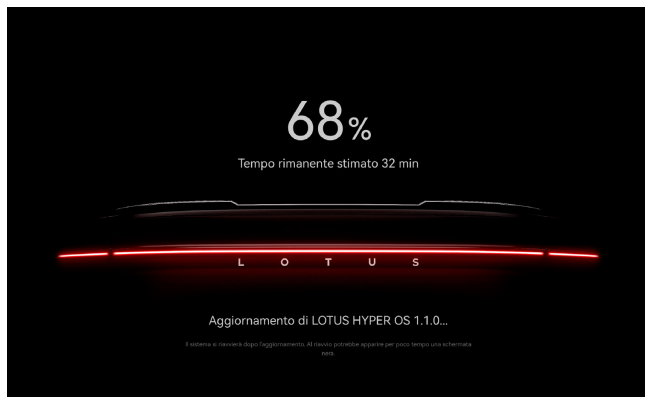 68%
Tempo rimanente stimato 32 min
L O T U S
Aggiornamento di LOTUS HYPER OS 1.1.0...
Il sistema si riavvierà dopo l'aggiornamento. Al riavvio potrebbe apparire per poco tempo una schermata
nera.